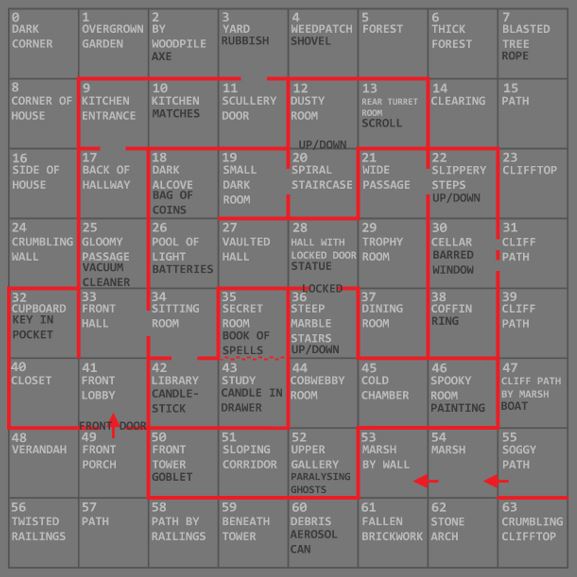 0
DARK
CORNER
1
OVERGROWN
GARDEN
2
BY
WOODPILE
AXE
3
YARD
RUBBISH
4
WEEDPATCH
SHOVEL
5
FOREST
6
THICK
FOREST
7
BLASTED
TREE
ROPE
8
CORNER OF
HOUSE
9
KITCHEN
ENTRANCE
10
KITCHEN
MATCHES
11
SCULLERY
DOOR
12
DUSTY
ROOM
13
REAR TURRET
ROOM
SCROLL
14
CLEARING
15
PATH
UP/DOWN
16
SIDE OF
HOUSE
17
BACK OF
HALLWAY
18
DARK
ALCOVE
BAG OF
COINS
19
SMALL
DARK
ROOM
20
SPIRAL
STAIRCASE
21
WIDE
PASSAGE
22
SLIPPERY
STEPS
UP/DOWN
23
CLIFFTOP
24
CRUMBLING
WALL
25
GLOOMY
PASSAGE
VACUUM
CLEANER
26
POOL OF
LIGHT
BATTERIES
27
VAULTED
HALL
28
HALL WITH
LOCKED DOOR
STATUE
29
TROPHY
ROOM
30
CELLAR
BARRED
WINDOW
31
CLIFF
PATH
LOCKED
32
CUPBOARD
KEY IN
POCKET
33
FRONT
HALL
34
SITTING
ROOM
35
SECRET
ROOM
BOOK OF
SPELLS
36
STEEP
MARBLE
STAIRS
UP/DOWN
37
DINING
ROOM
38
COFFIN
RING
39
CLIFF
PATH
40
CLOSET
41
FRONT
LOBBY
42
LIBRARY
CANDLE-
STICK
43
STUDY
CANDLE IN
DRAWER
44
COBWEBBY
ROOM
45
COLD
CHAMBER
46
SPOOKY
ROOM
PAINTING
47
CLIFF PATH
BY MARSH
BOAT
FRONT DOOR
48
VERANDAH
49
FRONT
PORCH
50
FRONT
TOWER
GOBLET
51
SLOPING
CORRIDOR
52
UPPER
GALLERY
PARALYSING
GHOSTS
53
MARSH
BY WALL
54
MARSH
55
SOGGY
PATH
56
TWISTED
RAILINGS
57
PATH
58
PATH BY
RAILINGS
59
BENEATH
TOWER
60
DEBRIS
AEROSOL
CAN
61
FALLEN
BRICKWORK
62
STONE
ARCH
63
CRUMBLING
CLIFFTOP